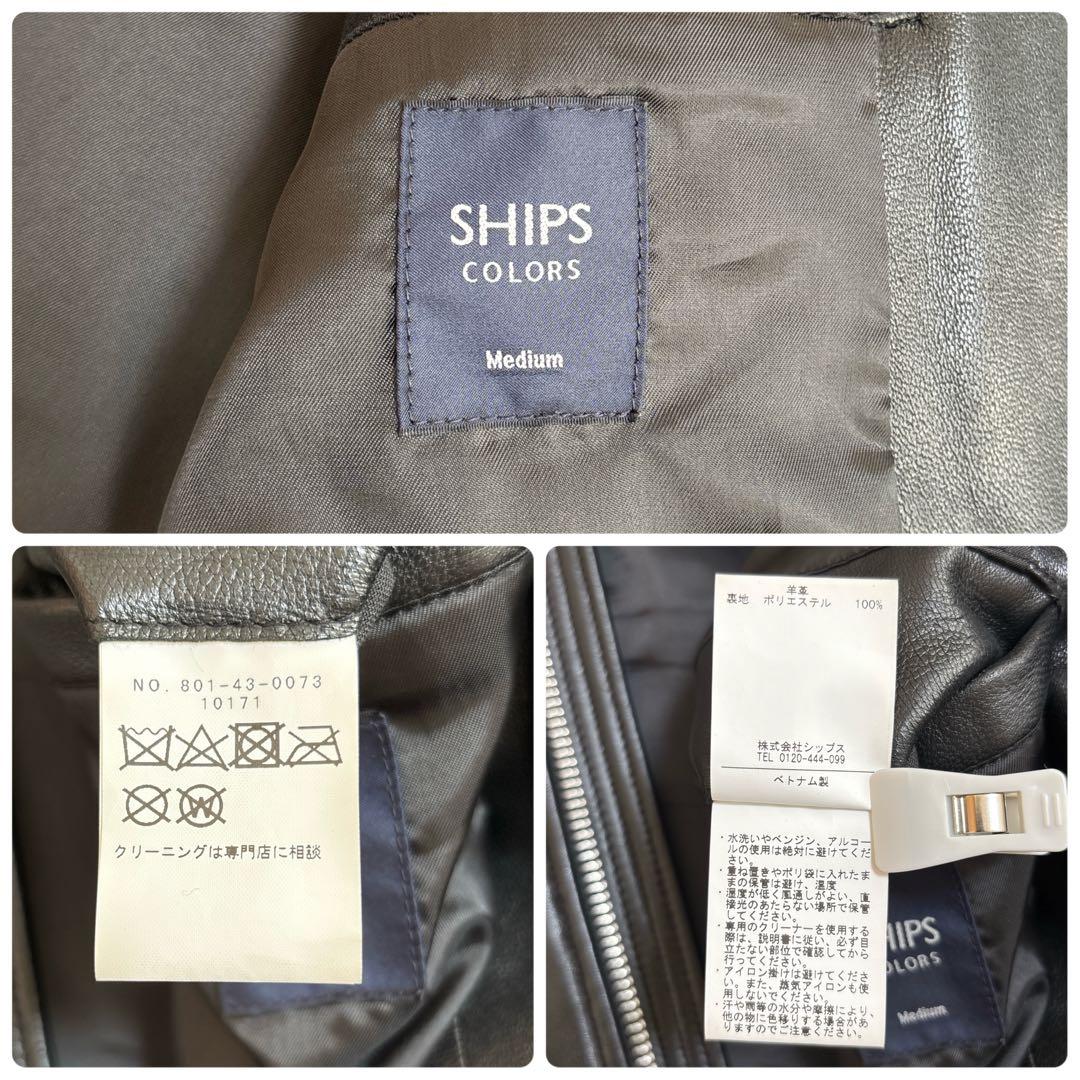 SHIPS
COLORS
Medium
NO. 801-43-0073
10171
W
クリーニングは専門店に相談
羊革
裏地 ポリエステル 100%
株式会社シップス
TEL 0120-444-099
ベトナム製
・水洗いやベンジン、アルコー
ルの使用は絶対に避けてくだ
さい。
・重ね置きやポリ袋に入れたま
まの保管は避け、温度
・湿度が低く風通しがよい、直
接光のあたらない場所で保管
してください。
・専用のクリーナーを使用する
際は、説明書に従い、必ず目
立たない部位で確認してから
行ってください。
・アイロン掛けは避けてくださ
い。また、蒸気アイロンも使
用しないでください。
・汗や雨等の水分や摩擦により、
他の物に色移りする場合があ
りますのでご注意ください。
HIPS
OLORS
Medium